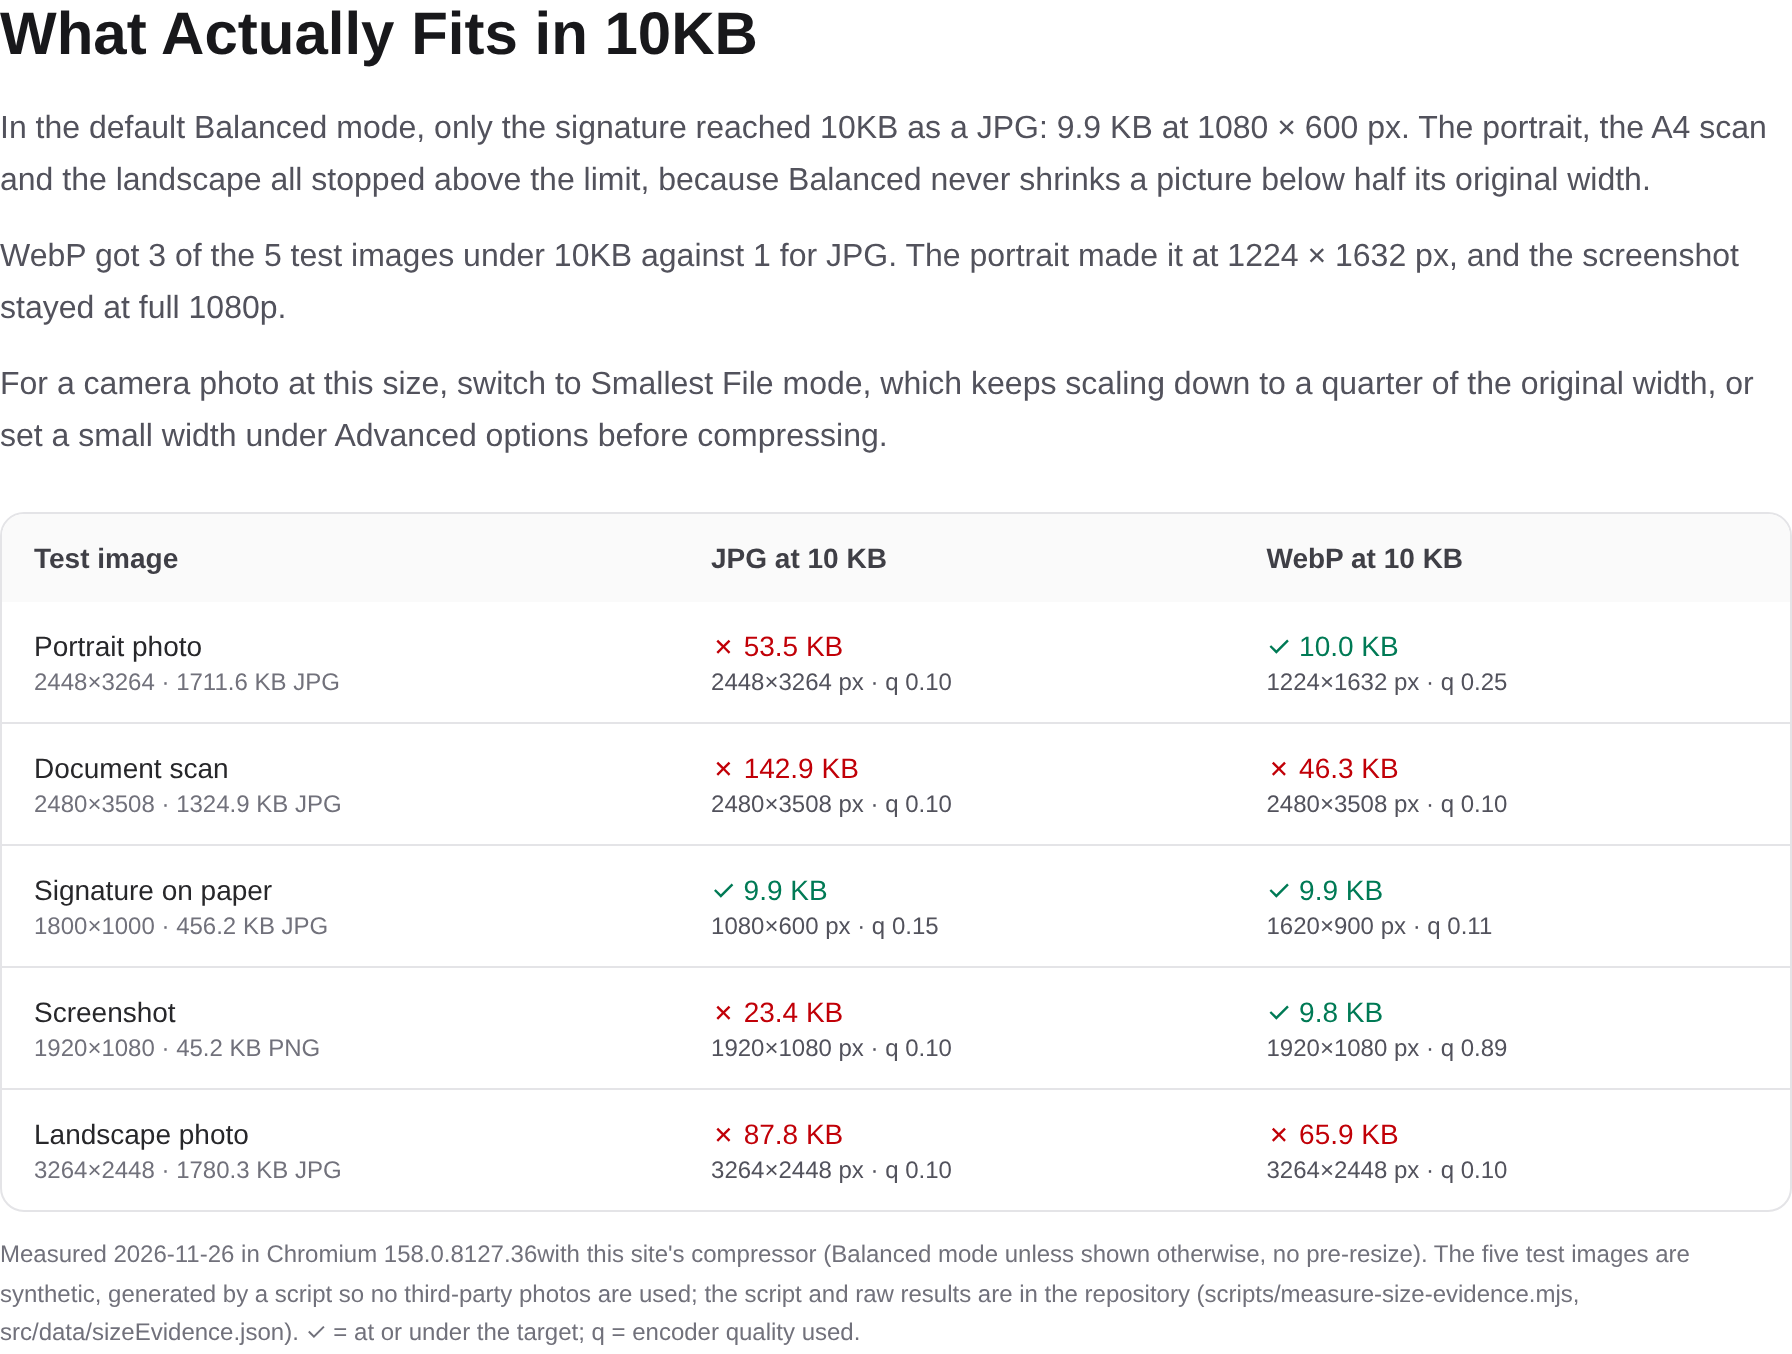 What Actually Fits in 10KB
In the default Balanced mode, only the signature reached 10KB as a JPG: 9.9 KB at 1080 × 600 px. The portrait, the A4 scan
and the landscape all stopped above the limit, because Balanced never shrinks a picture below half its original width.
WebP got 3 of the 5 test images under 10KB against 1 for JPG. The portrait made it at 1224 × 1632 px, and the screenshot
stayed at full 1080p.
For a camera photo at this size, switch to Smallest File mode, which keeps scaling down to a quarter of the original width, or
set a small width under Advanced options before compressing.
Test image JPG at 10 KB WebP at 10 KB
Portrait photo ✕ 53.5 KB ✓ 10.0 KB
2448×3264 · 1711.6 KB JPG 2448×3264 px · q 0.10 1224×1632 px · q 0.25
Document scan ✕ 142.9 KB ✕ 46.3 KB
2480×3508 · 1324.9 KB JPG 2480×3508 px · q 0.10 2480×3508 px · q 0.10
Signature on paper ✓ 9.9 KB ✓ 9.9 KB
1800×1000 · 456.2 KB JPG 1080×600 px · q 0.15 1620×900 px · q 0.11
Screenshot ✕ 23.4 KB ✓ 9.8 KB
1920×1080 · 45.2 KB PNG 1920×1080 px · q 0.10 1920×1080 px · q 0.89
Landscape photo ✕ 87.8 KB ✕ 65.9 KB
3264×2448 · 1780.3 KB JPG 3264×2448 px · q 0.10 3264×2448 px · q 0.10
Measured 2026-11-26 in Chromium 158.0.8127.36with this site's compressor (Balanced mode unless shown otherwise, no pre-resize). The five test images are
synthetic, generated by a script so no third-party photos are used; the script and raw results are in the repository (scripts/measure-size-evidence.mjs,
src/data/sizeEvidence.json). ✓ = at or under the target; q = encoder quality used.